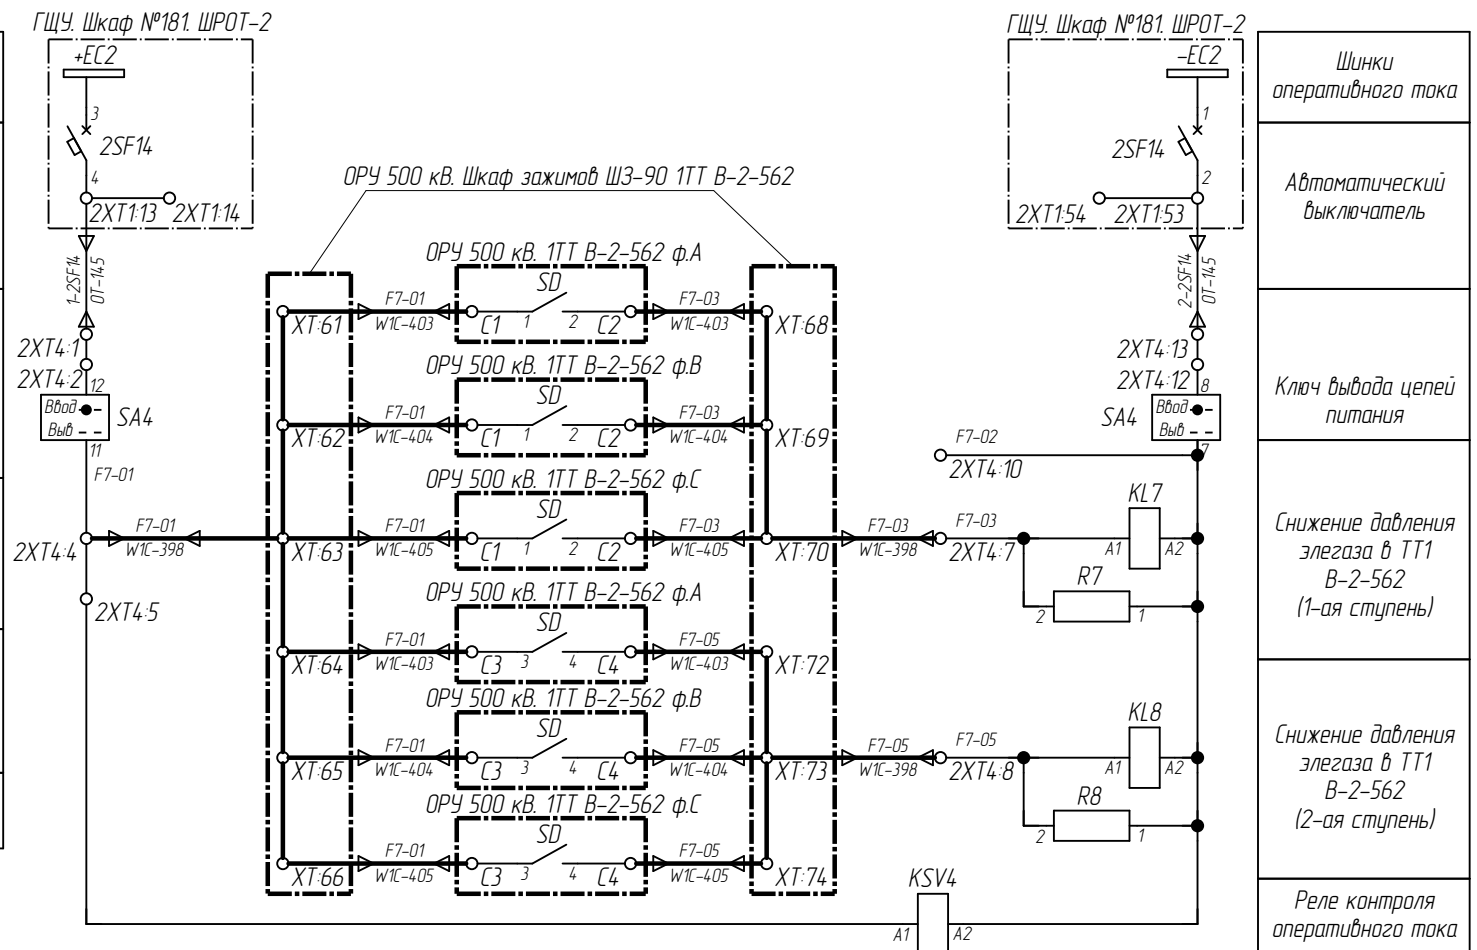 ГЩУ. Шкаф №181. ШРОТ-2
+ЕС2
3
2SF14
4
2XT1:13
2XT1:14
1-2SF14
ОТ-145
2XT4:1
2XT4:2
12
Ввод
Выв
SA4
11
F7-01
2XT4:4
F7-01
W1C-398
2XT4:5
ОРУ 500 кВ. Шкаф зажимов ШЗ-90 1ТТ В-2-562
ОРУ 500 кВ. 1ТТ В-2-562 ф.А
XT:61
F7-01
W1C-403
SD
C1
1
2
C2
F7-03
W1C-403
XT:68
ОРУ 500 кВ. 1ТТ В-2-562 ф.В
XT:62
F7-01
W1C-404
SD
C1
1
2
C2
F7-03
W1C-404
XT:69
ОРУ 500 кВ. 1ТТ В-2-562 ф.С
XT:63
F7-01
W1C-405
SD
C1
1
2
C2
F7-03
W1C-405
XT:70
F7-03
W1C-398
ОРУ 500 кВ. 1ТТ В-2-562 ф.А
XT:64
F7-01
W1C-403
SD
C3
3
4
C4
F7-05
W1C-403
XT:72
ОРУ 500 кВ. 1ТТ В-2-562 ф.В
XT:65
F7-01
W1C-404
SD
C3
3
4
C4
F7-05
W1C-404
XT:73
F7-05
W1C-398
ОРУ 500 кВ. 1ТТ В-2-562 ф.С
XT:66
F7-01
W1C-405
SD
C3
3
4
C4
F7-05
W1C-405
XT:74
ГЩУ. Шкаф №181. ШРОТ-2
-ЕС2
1
2SF14
2
2XT1:54
2XT1:53
2-2SF14
ОТ-145
2XT4:13
2XT4:12
8
SA4
Ввод
Выв
7
F7-02
2XT4:10
F7-03
2XT4:7
KL7
A1
A2
R7
2
1
F7-05
2XT4:8
KL8
A1
A2
R8
2
1
KSV4
A1
A2
Шинки
оперативного тока
Автоматический
выключатель
Ключ вывода цепей
питания
Снижение давления
элегаза в ТТ1
В-2-562
(1-ая ступень)
Снижение давления
элегаза в ТТ1
В-2-562
(2-ая ступень)
Реле контроля
оперативного тока